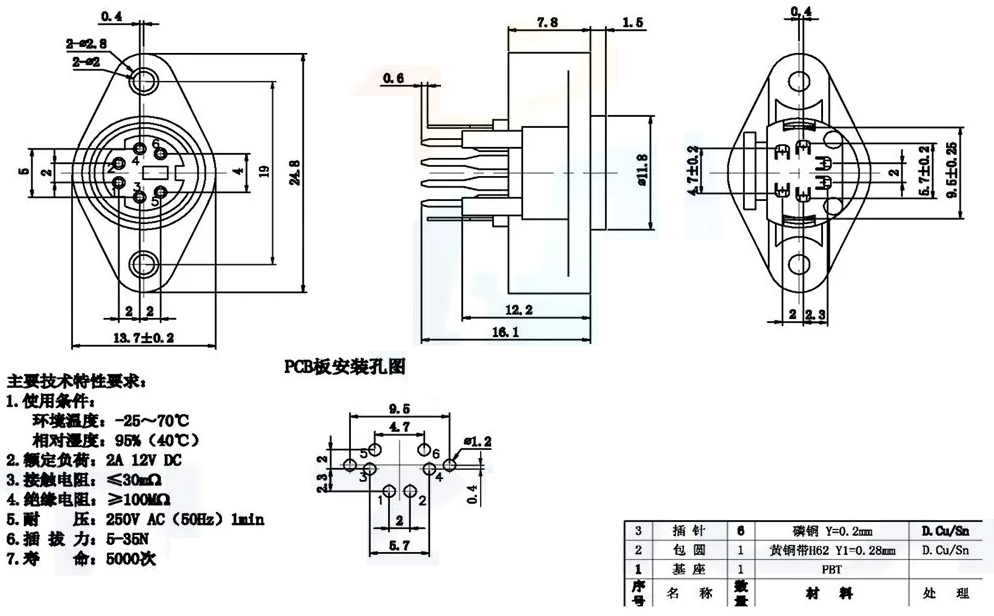 0.4
2-ø2.8
2-ø2
5
2
4
19
24.8
6
4
2
3
5
2
2
13.7±0.2
7.8
1.5
0.6
ø11.8
12.2
16.1
0.4
4.7±0.2
2
5.7±0.2
9.5±0.25
2
2.3
PCB板安装孔图
9.5
4.7
ø1.2
5
6
2
3
4
2.3
0.4
1
2
2
5.7
主要技术特性要求:
1.使用条件:
环境温度: -25～70℃
相对湿度: 95% (40℃)
2.额定负荷: 2A 12V DC
3.接触电阻: ≤30mΩ
4.绝缘电阻: ≥100MΩ
5.耐 压: 250V AC (50Hz) 1min
6.插 拔 力: 5-35N
7.寿 命: 5000次
3 插 针 6 磷铜 Y=0.2mm D.Cu/Sn
2 包 圆 1 黄铜带H62 Y1=0.28mm D.Cu/Sn
1 基 座 1 PBT
序号 名 称 数量 材 料 处 理